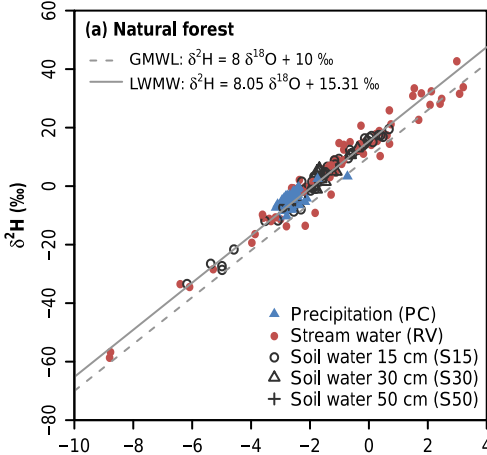 (a) Natural forest
GMWL: δ²H = 8 δ¹⁸O + 10 ‰
LWMW: δ²H = 8.05 δ¹⁸O + 15.31 ‰
δ²H (‰)
60
40
20
0
−20
−40
−60
−80
Precipitation (PC)
Stream water (RV)
Soil water 15 cm (S15)
Soil water 30 cm (S30)
Soil water 50 cm (S50)
−10 −8 −6 −4 −2 0 2 4